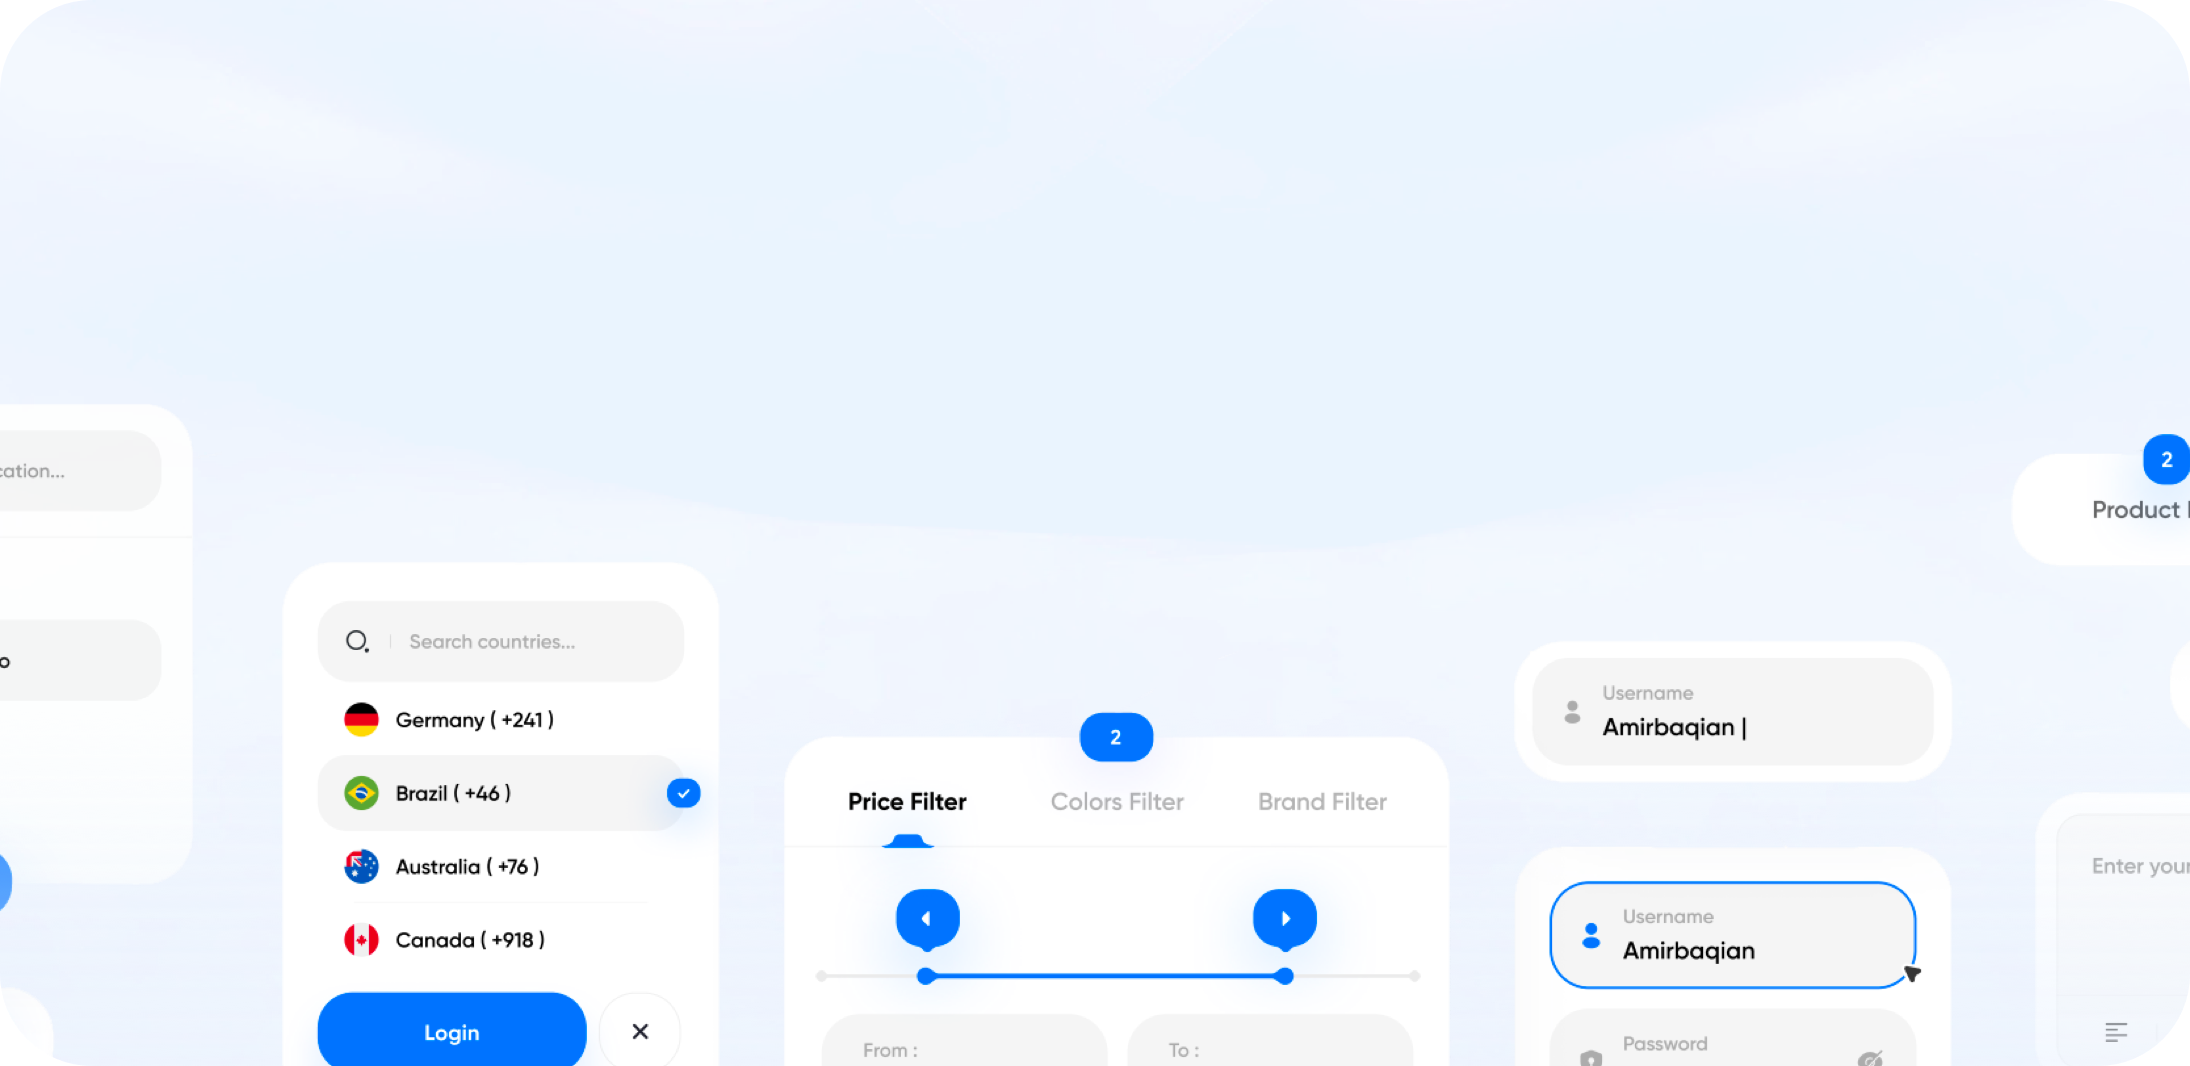 Search countries...
Germany ( +241 )
Brazil ( +46 )
Australia ( +76 )
Canada ( +918 )
Login
2
Price Filter
Colors Filter
Brand Filter
From :
To :
Username
Amirbaqian |
Username
Amirbaqian
Password
2
Product
Enter your